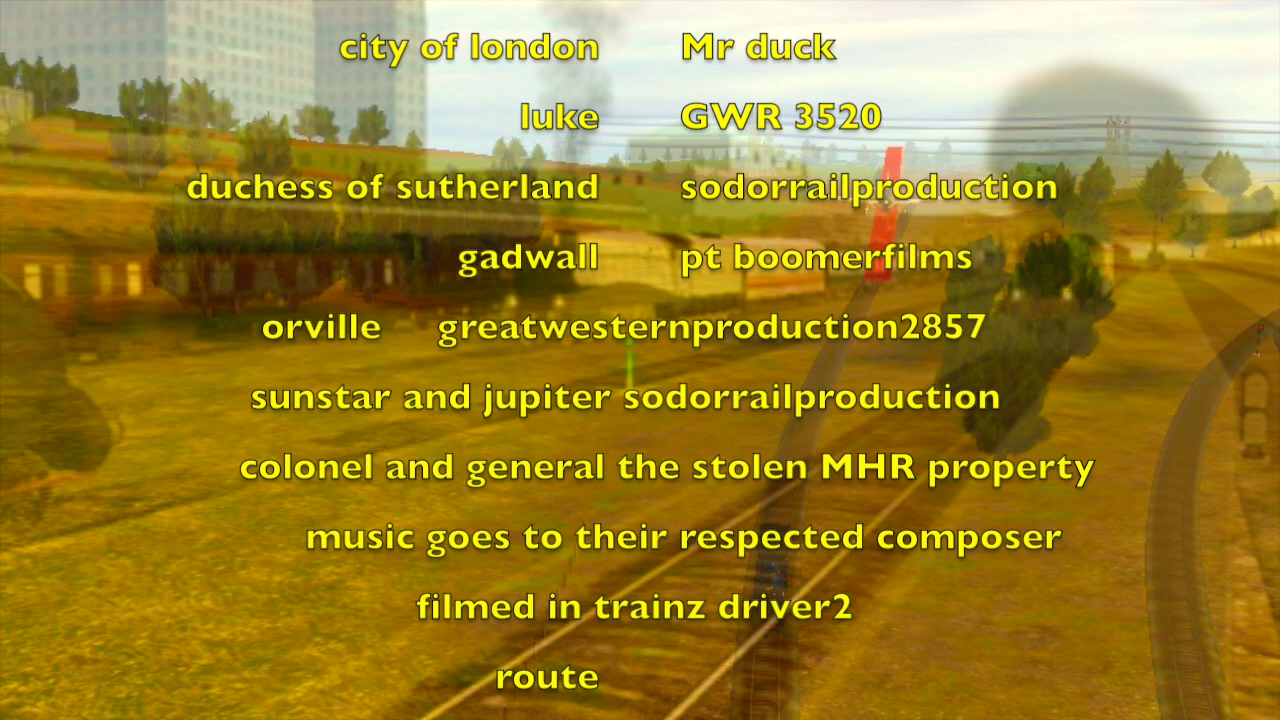 city of london Mr duck
luke GWR 3520
duchess of sutherland sodorrailproduction
gadwall pt boomerfilms
orville greatwesternproduction2857
sunstar and jupiter sodorrailproduction
colonel and general the stolen MHR property
music goes to their respected composer
filmed in trainz driver2
route